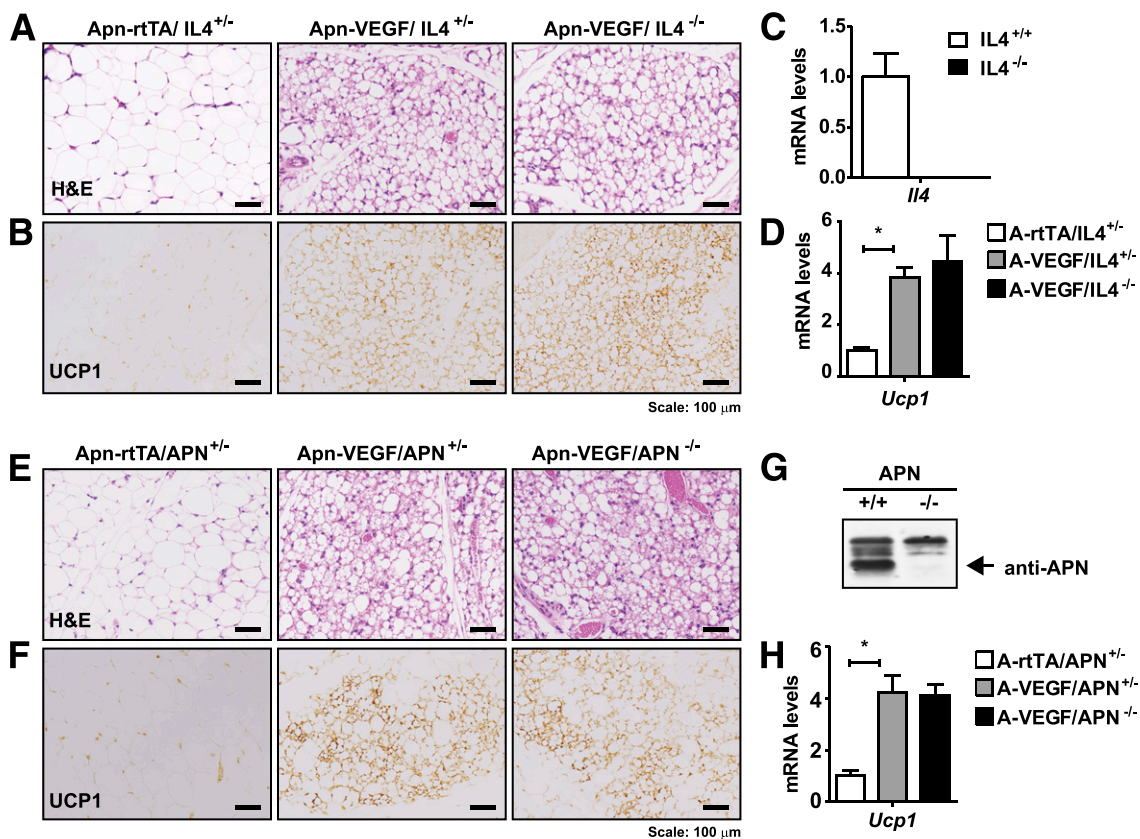 A
Apn-rtTA/ IL4+/-
Apn-VEGF/ IL4+/-
Apn-VEGF/ IL4-/-
H&E
B
UCP1
Scale: 100 µm
C
mRNA levels
1.5
1.0
0.5
0.0
Il4
IL4+/+
IL4-/-
D
mRNA levels
6
4
2
0
*
Ucp1
A-rtTA/IL4+/-
A-VEGF/IL4+/-
A-VEGF/IL4-/-
E
Apn-rtTA/APN+/-
Apn-VEGF/APN+/-
Apn-VEGF/APN -/-
H&E
F
UCP1
Scale: 100 µm
G
APN
+/+ -/-
anti-APN
H
mRNA levels
6
4
2
0
*
Ucp1
A-rtTA/APN+/-
A-VEGF/APN+/-
A-VEGF/APN -/-